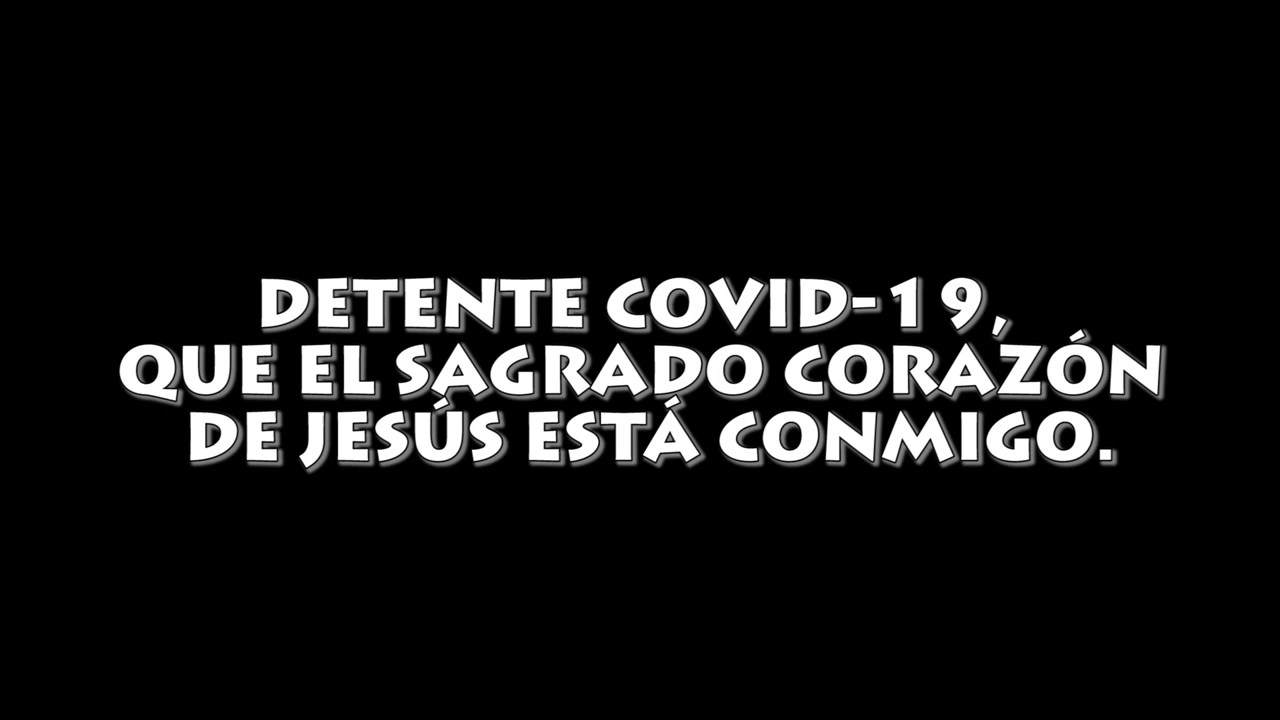 DETENTE COVID-19,
QUE EL SAGRADO CORAZÓN
DE JESÚS ESTÁ CONMIGO.